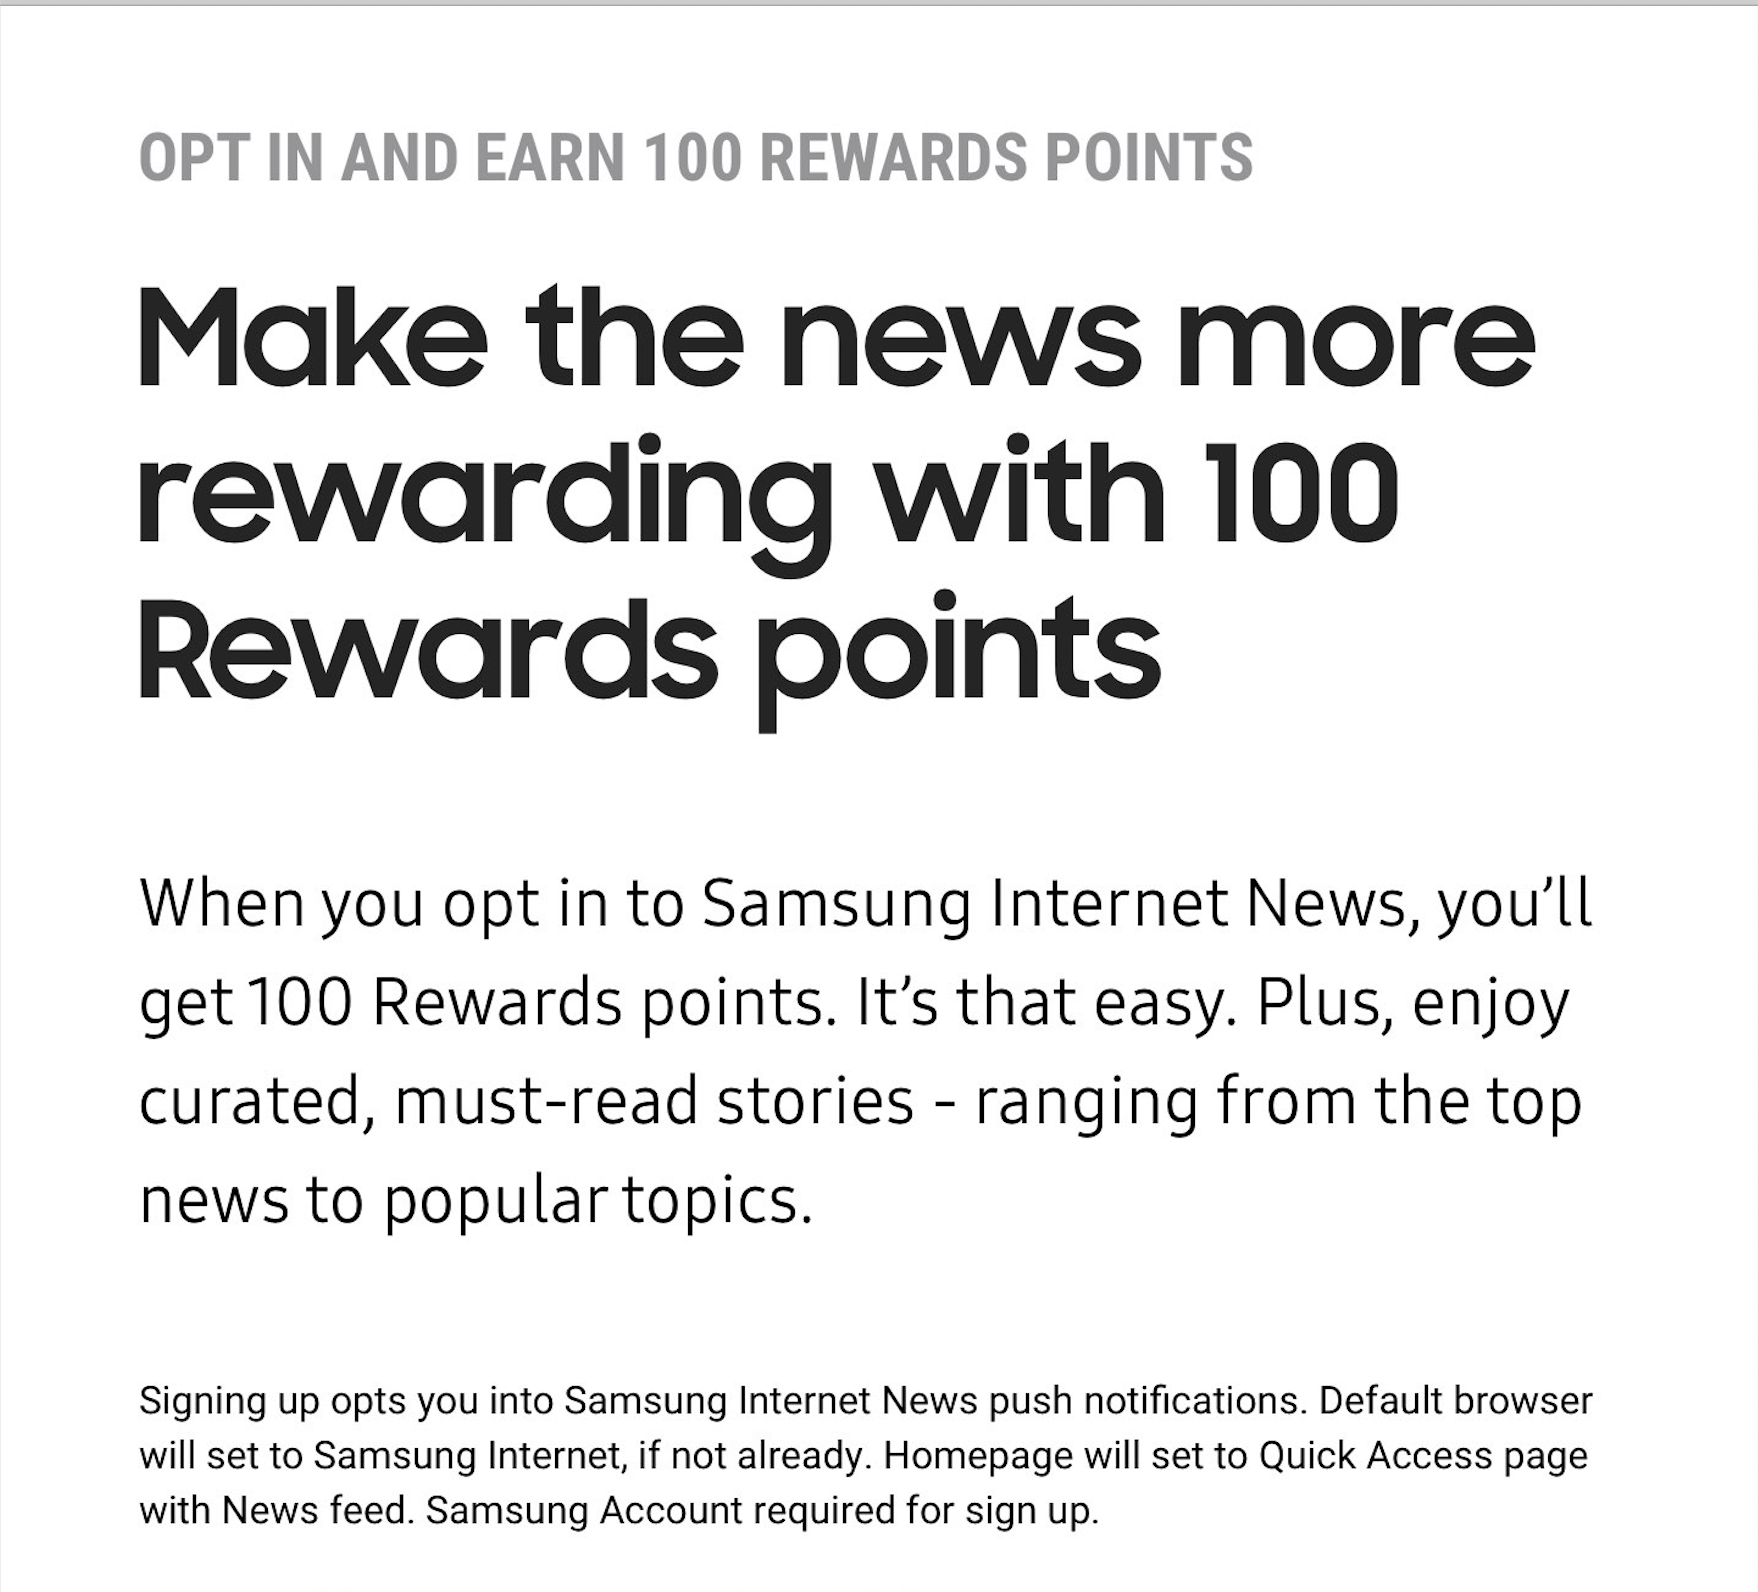 OPT IN AND EARN 100 REWARDS POINTS
Make the news more
rewarding with 100
Rewards points
When you opt in to Samsung Internet News, you’ll
get 100 Rewards points. It’s that easy. Plus, enjoy
curated, must-read stories - ranging from the top
news to popular topics.
Signing up opts you into Samsung Internet News push notifications. Default browser
will set to Samsung Internet, if not already. Homepage will set to Quick Access page
with News feed. Samsung Account required for sign up.